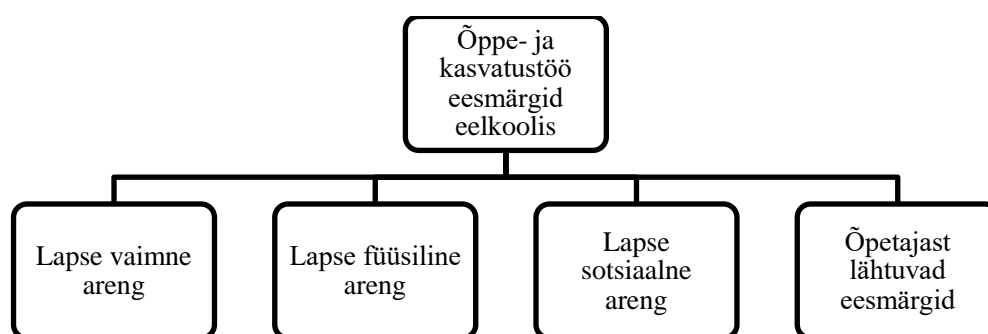 Õppe- ja
kasvatustöö
eesmärgid
eelkoolis
Lapse vaimne
areng
Lapse füüsiline
areng
Lapse
sotsiaalne
areng
Õpetajast
lähtuvad
eesmärgid